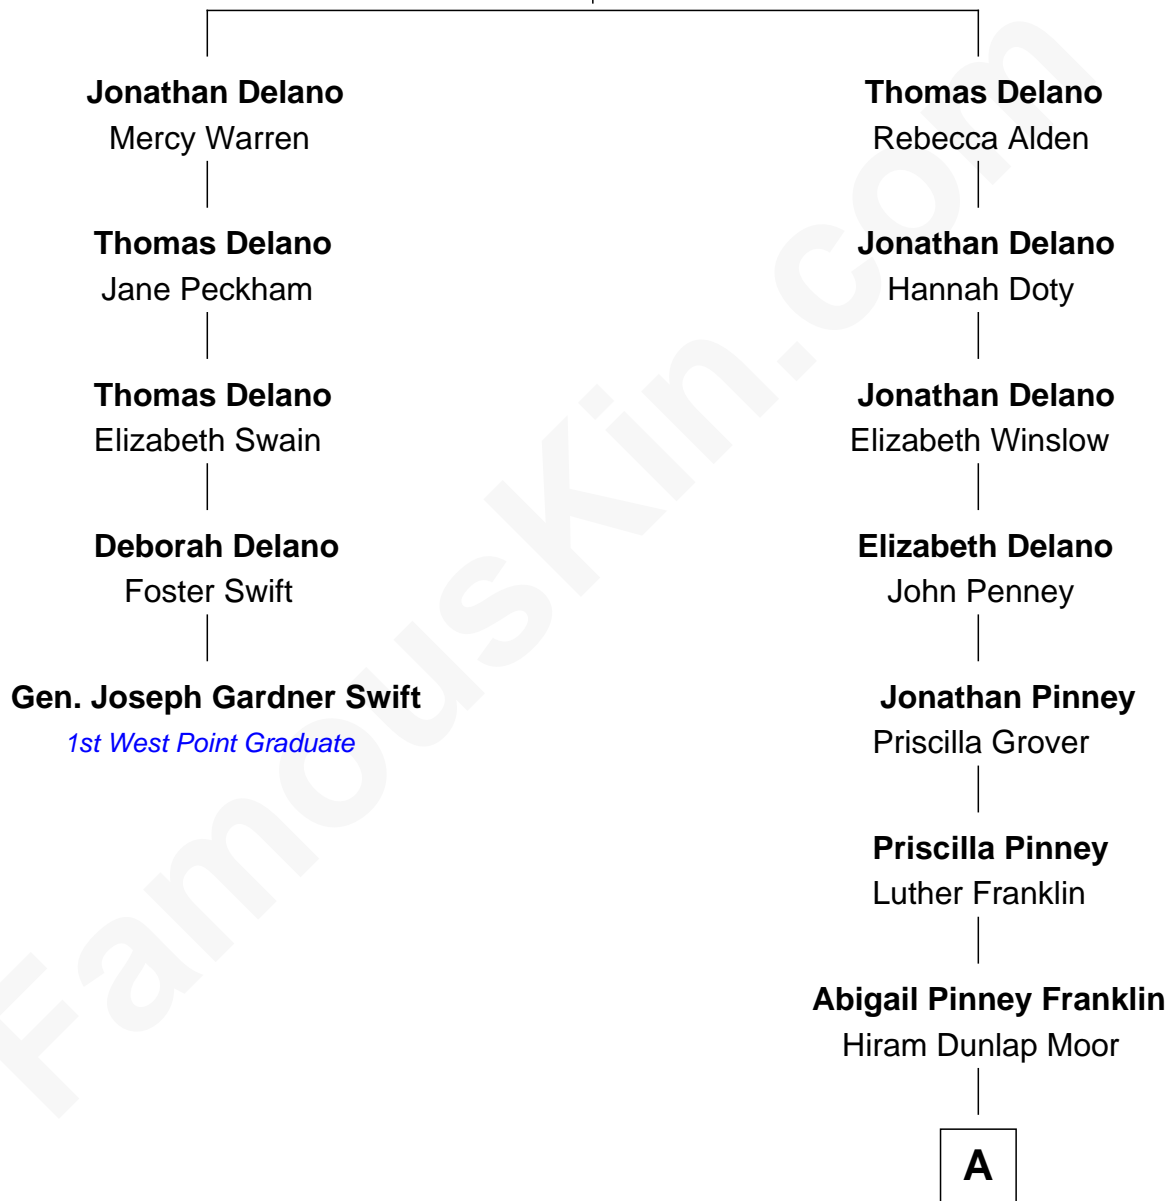 Jonathan Delano
Mercy Warren
Thomas Delano
Jane Peckham
Thomas Delano
Elizabeth Swain
Deborah Delano
Foster Swift
Gen. Joseph Gardner Swift
1st West Point Graduate
Thomas Delano
Rebecca Alden
Jonathan Delano
Hannah Doty
Jonathan Delano
Elizabeth Winslow
Elizabeth Delano
John Penney
Jonathan Pinney
Priscilla Grover
Priscilla Pinney
Luther Franklin
Abigail Pinney Franklin
Hiram Dunlap Moor
A
FamousKin.com